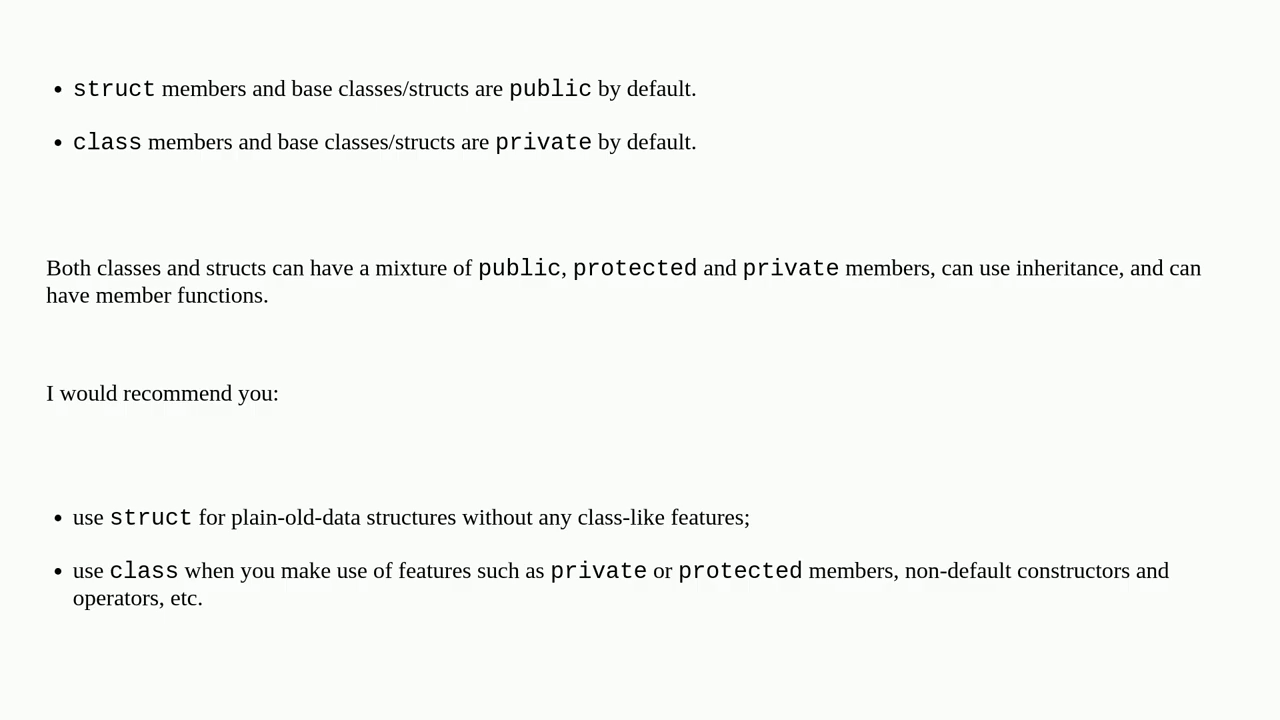 • struct members and base classes/structs are public by default.
• class members and base classes/structs are private by default.
Both classes and structs can have a mixture of public, protected and private members, can use inheritance, and can
have member functions.
I would recommend you:
• use struct for plain-old-data structures without any class-like features;
• use class when you make use of features such as private or protected members, non-default constructors and
operators, etc.